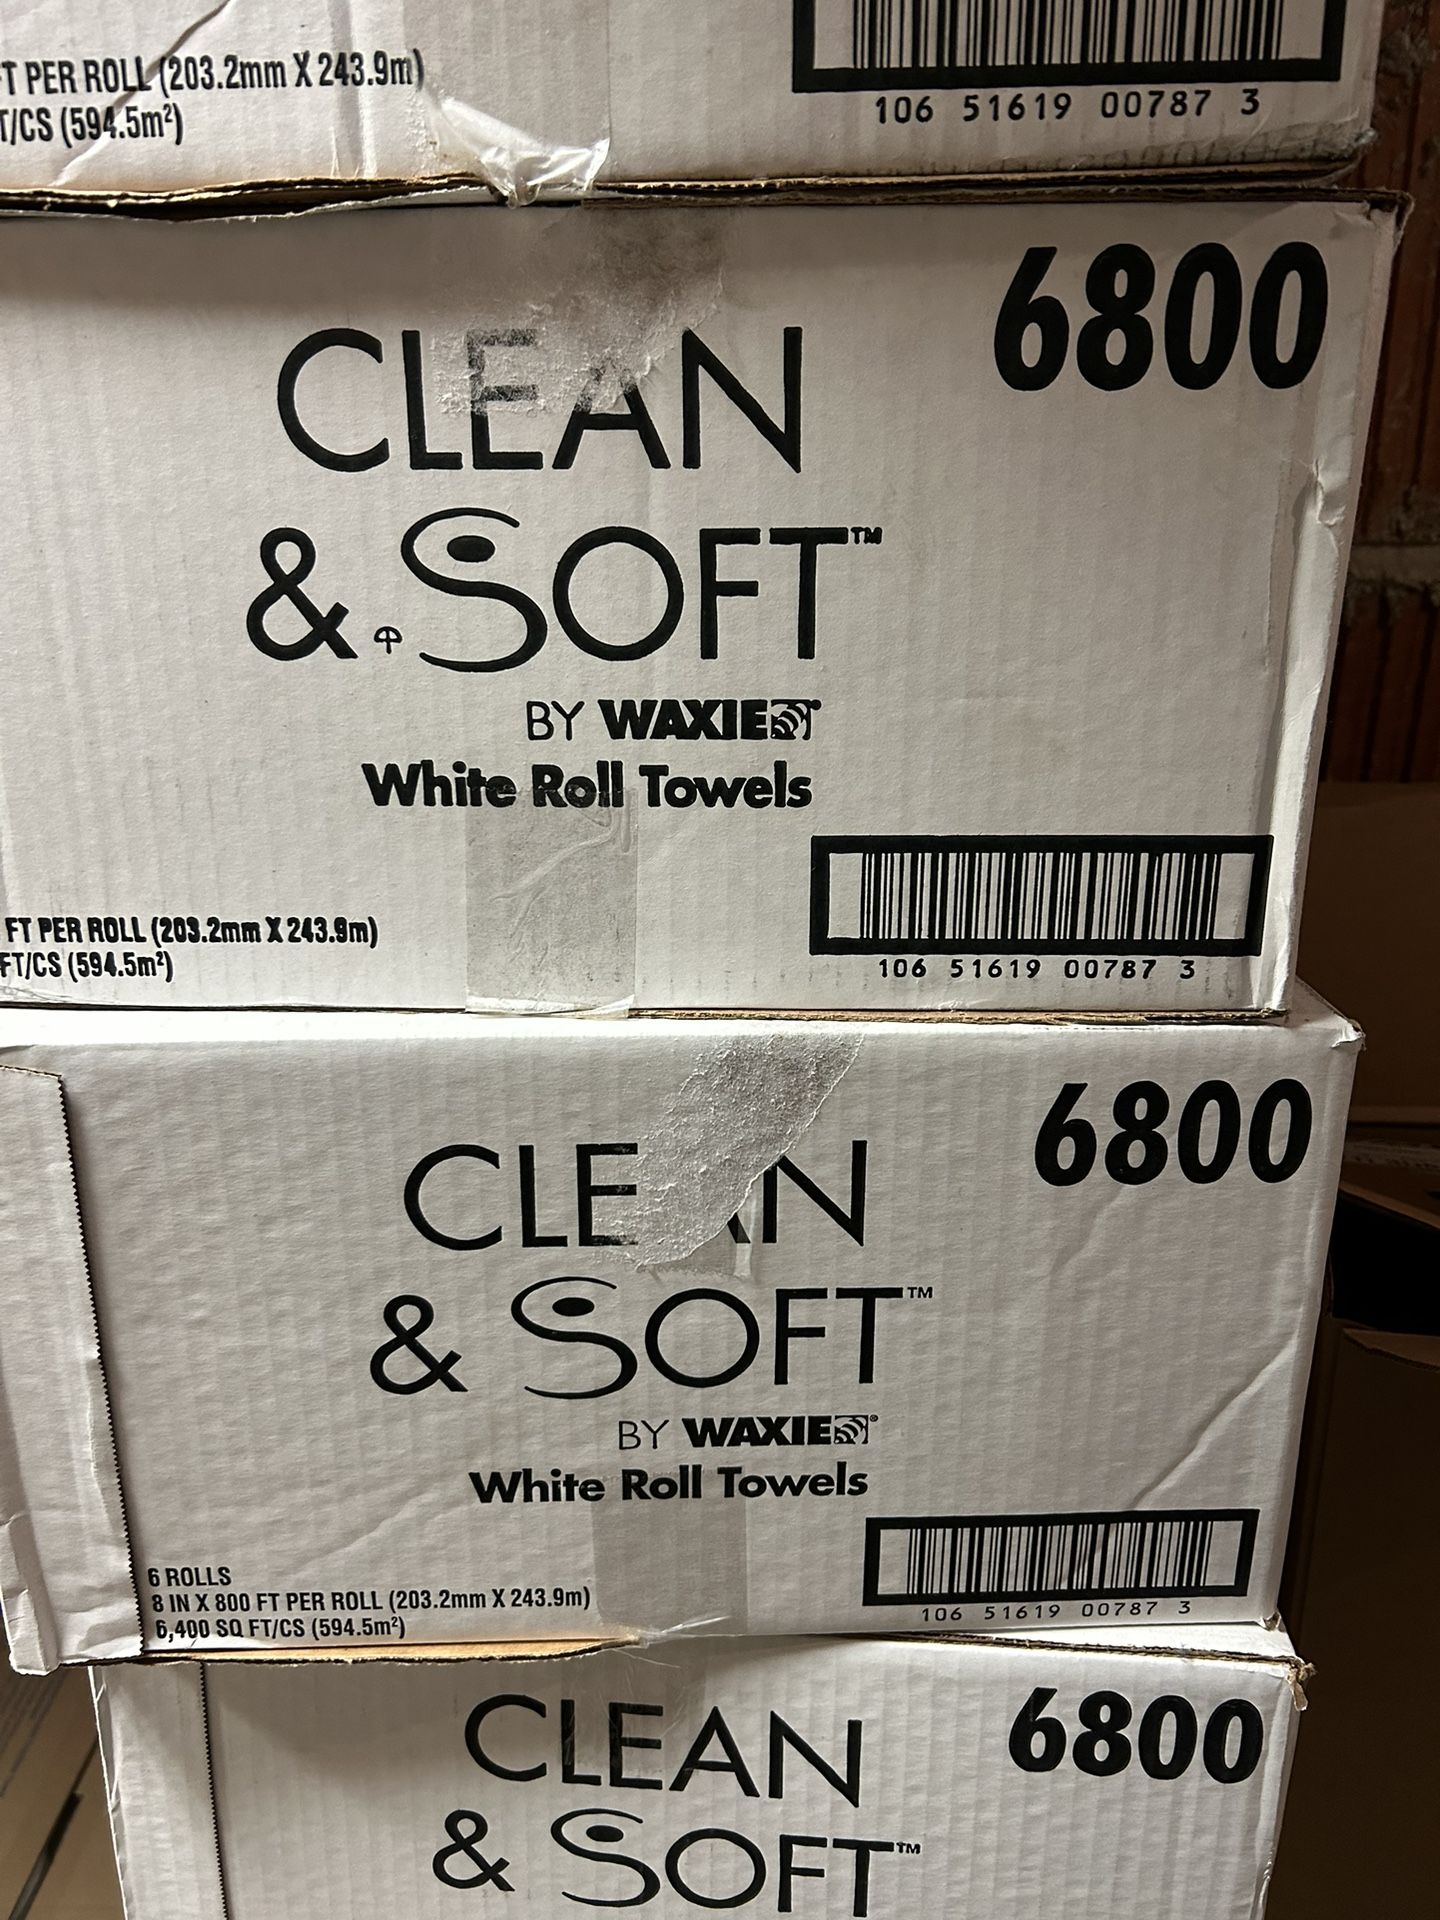 T PER ROLL (203.2mm X 243.9m)
T/CS (594.5m²)
106 51619 00787 3
6800
CLEAN
& SOFT™
BY WAXIE
White Roll Towels
FT PER ROLL (203.2mm X 243.9m)
FT/CS (594.5m²)
106 51619 00787 3
6800
CLE N
& SOFT™
BY WAXIE®
White Roll Towels
6 ROLLS
8 IN X 800 FT PER ROLL (203.2mm X 243.9m)
6,400 SQ FT/CS (594.5m²)
106 51619 00787 3
6800
CLEAN
& SOFT™